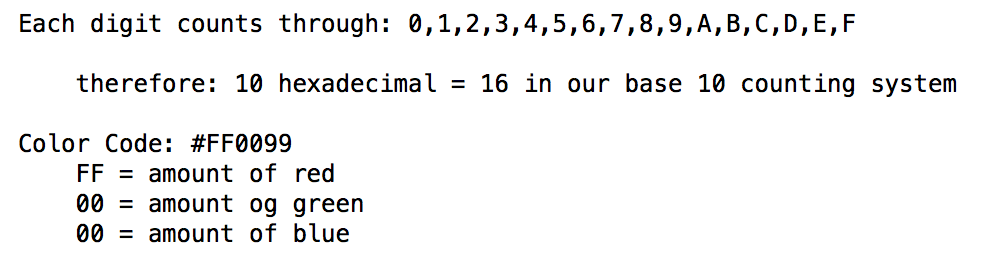 Each digit counts through: 0,1,2,3,4,5,6,7,8,9,A,B,C,D,E,F
therefore: 10 hexadecimal = 16 in our base 10 counting system
Color Code: #FF0099
FF = amount of red
00 = amount og green
00 = amount of blue